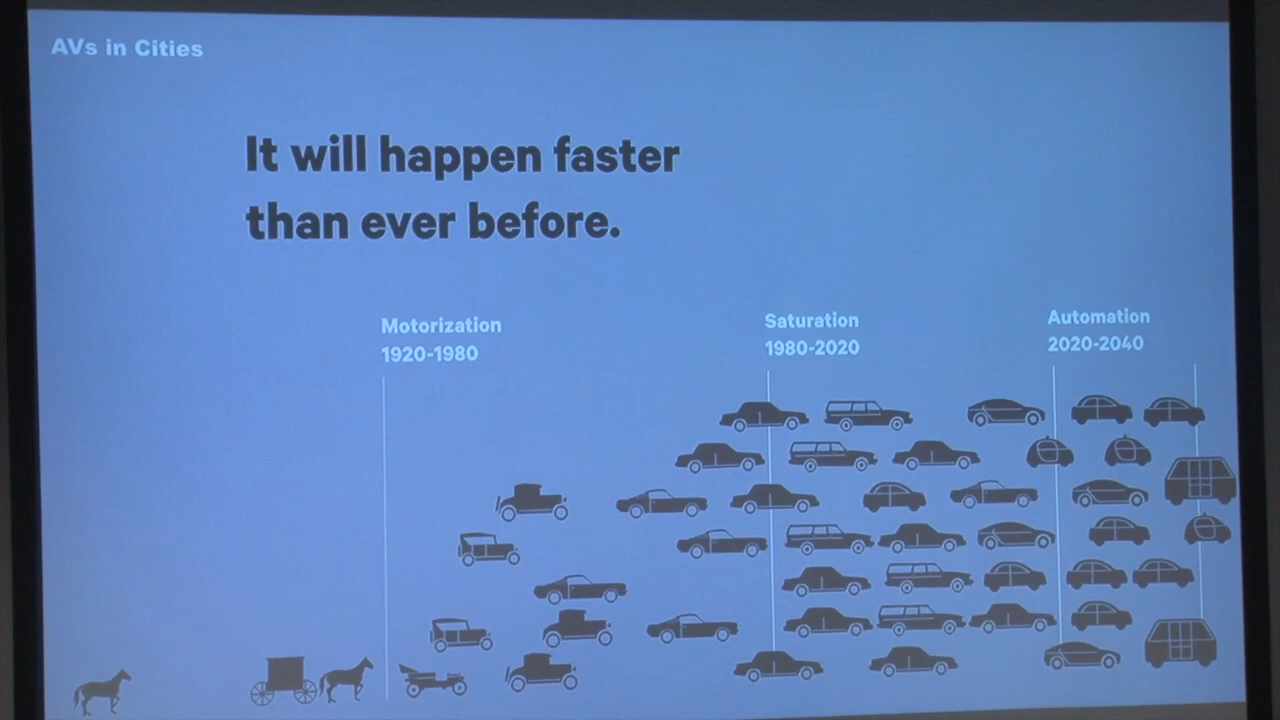 AVs in Cities
It will happen faster
than ever before.
Motorization
1920-1980
Saturation
1980-2020
Automation
2020-2040